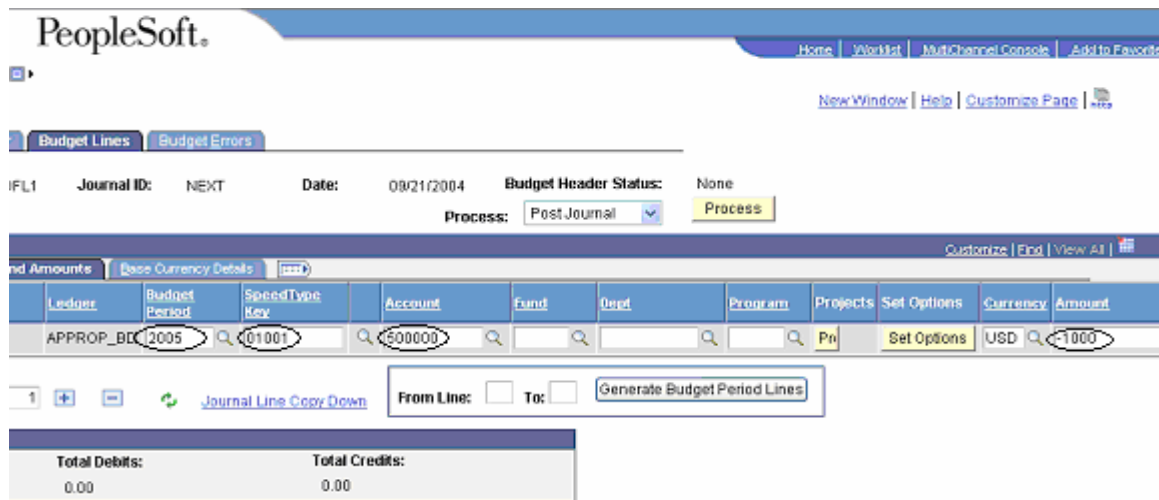 PeopleSoft.
Home | Worklist | MultiChannel Console | Add to Favorite
New Window | Help | Customize Page |
Budget Lines Budget Errors
IFL1 Journal ID: NEXT Date: 09/21/2004 Budget Header Status: None
Process: Post Journal Process
Customize | Find | View All |
nd Amounts Base Currency Details
Ledger Budget Period SpeedType Key Account Fund Dept Program Projects Set Options Currency Amount
APPROP_BD 2005 01001 500000 Set Options USD -1000
1 Journal Line Copy Down From Line: To: Generate Budget Period Lines
Total Debits: Total Credits:
0.00 0.00